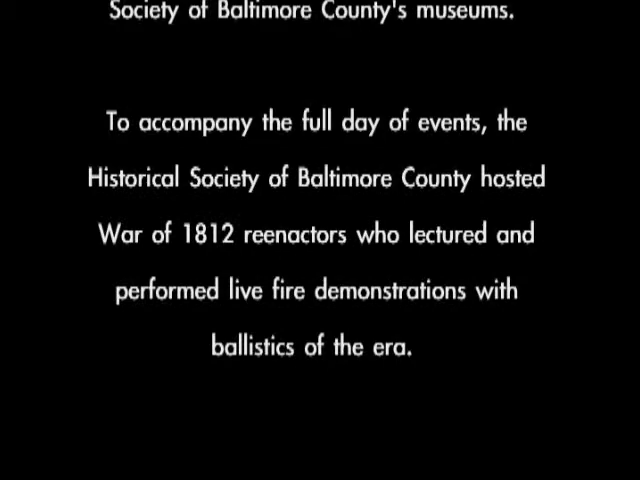 Society of Baltimore County's museums.
To accompany the full day of events, the
Historical Society of Baltimore County hosted
War of 1812 reenactors who lectured and
performed live fire demonstrations with
ballistics of the era.